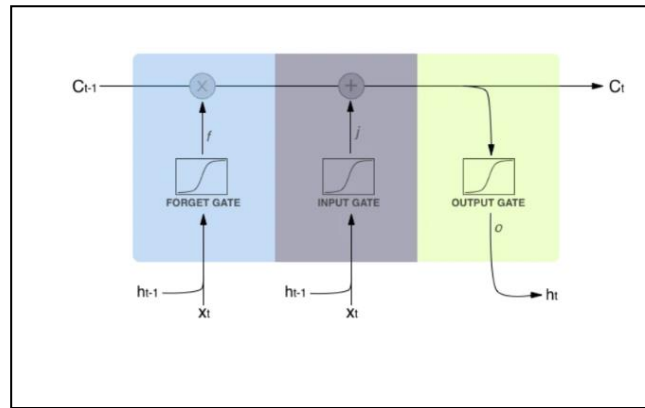 Ct-1
×
+
Ct
f
j
FORGET GATE
INPUT GATE
OUTPUT GATE
o
ht-1
ht-1
ht
xt
xt